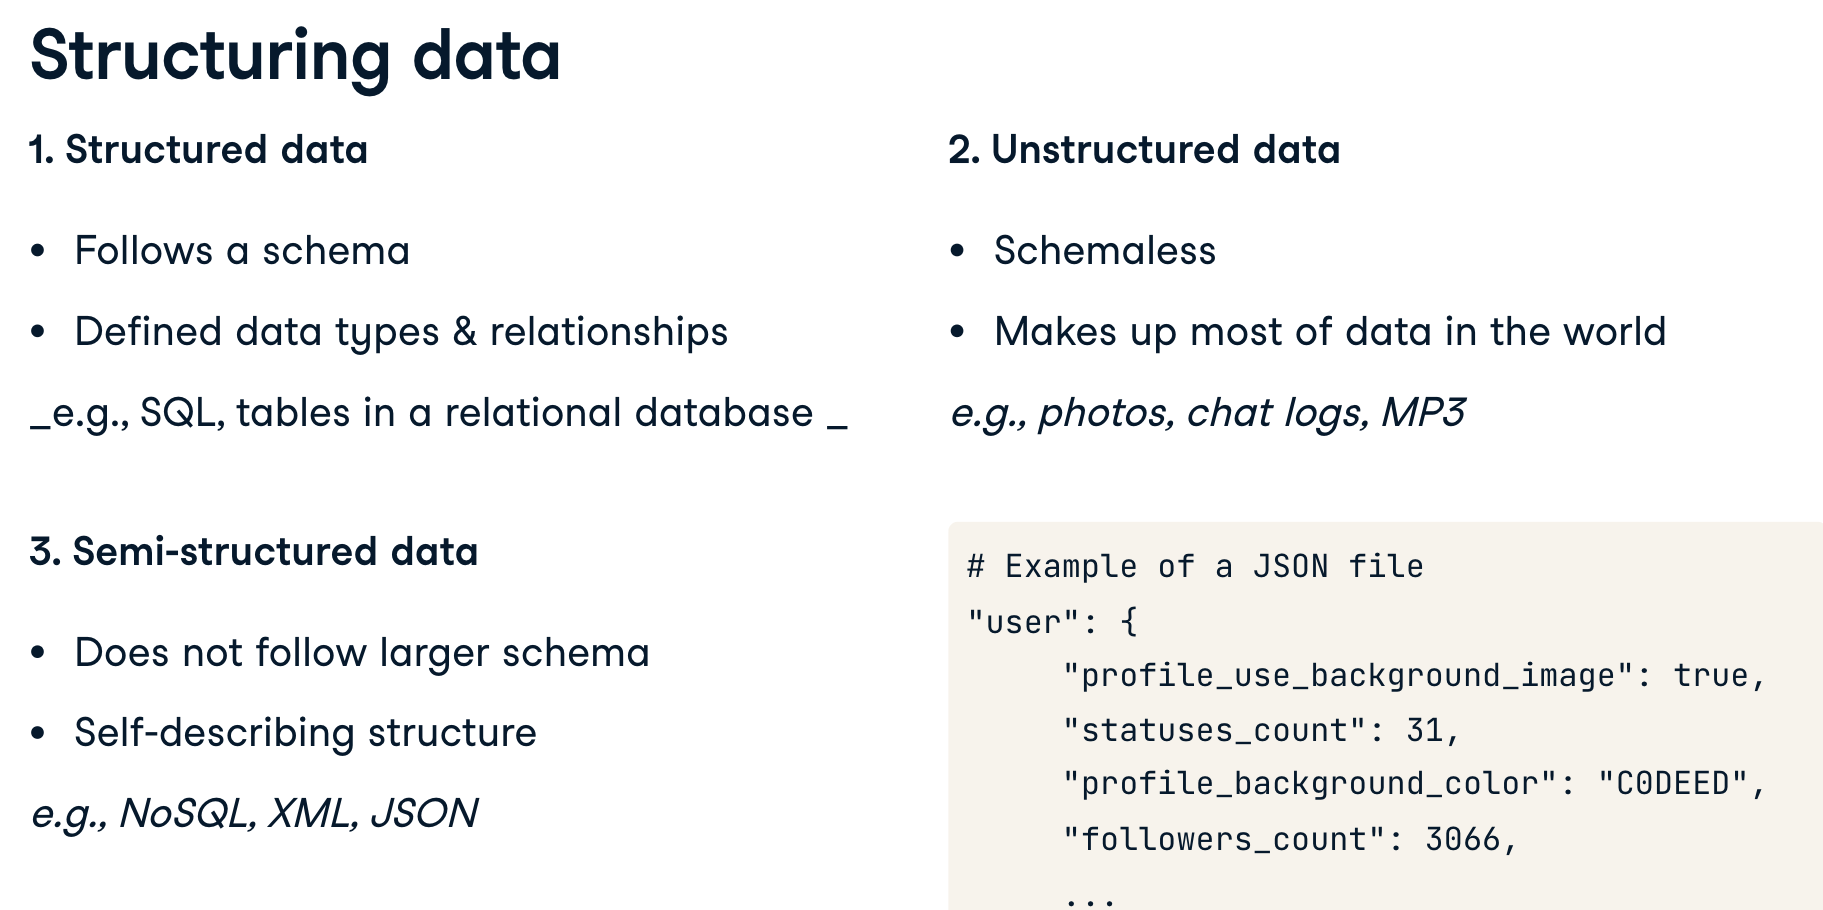 Structuring data
1. Structured data
• Follows a schema
• Defined data types & relationships
_e.g., SQL, tables in a relational database _
2. Unstructured data
• Schemaless
• Makes up most of data in the world
e.g., photos, chat logs, MP3
3. Semi-structured data
• Does not follow larger schema
• Self-describing structure
e.g., NoSQL, XML, JSON
# Example of a JSON file
"user": {
"profile_use_background_image": true,
"statuses_count": 31,
"profile_background_color": "C0DEED",
"followers_count": 3066,
...